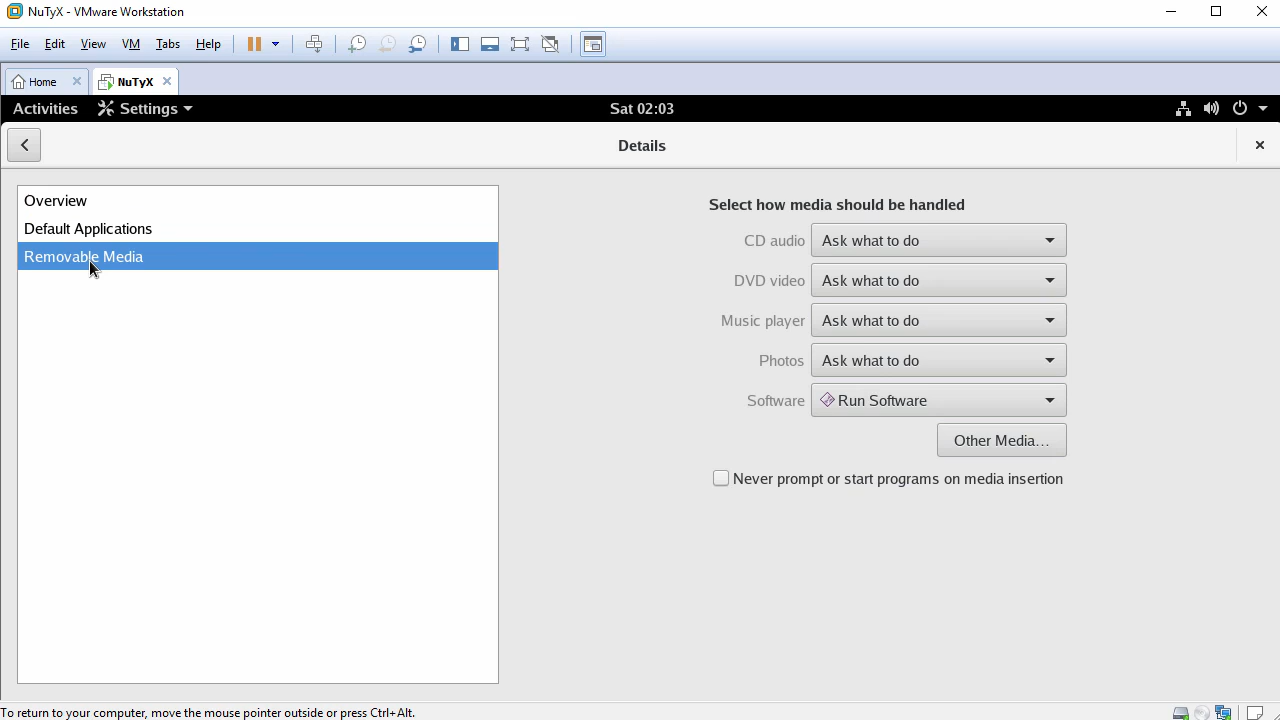 NuTyX - VMware Workstation
File Edit View VM Tabs Help
Home NuTyX
Activities Settings Sat 02:03
Details
Overview
Default Applications
Removable Media
Select how media should be handled
CD audio Ask what to do
DVD video Ask what to do
Music player Ask what to do
Photos Ask what to do
Software Run Software
Other Media...
Never prompt or start programs on media insertion
To return to your computer, move the mouse pointer outside or press Ctrl+Alt.